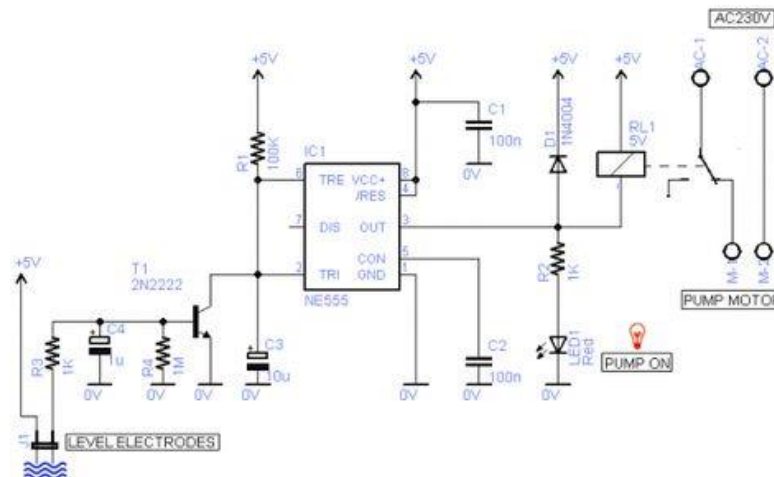 AC230V
AC-1
AC-2
+5V
+5V
+5V
+5V
R1
100K
IC1
C1
100n
0V
D1
1N4004
RL1
5V
6 TRE VCC+ 8
/RES 4
7 DIS OUT 3
CON 5
2 TRI GND 1
NE555
+5V
T1
2N2222
R2
1K
M-1
M-2
PUMP MOTOR
R3
1K
C4
1u
R4
1M
C3
10u
C2
100n
LED1
Red
PUMP ON
0V
0V
0V
0V
0V
0V
0V
J1
LEVEL ELECTRODES